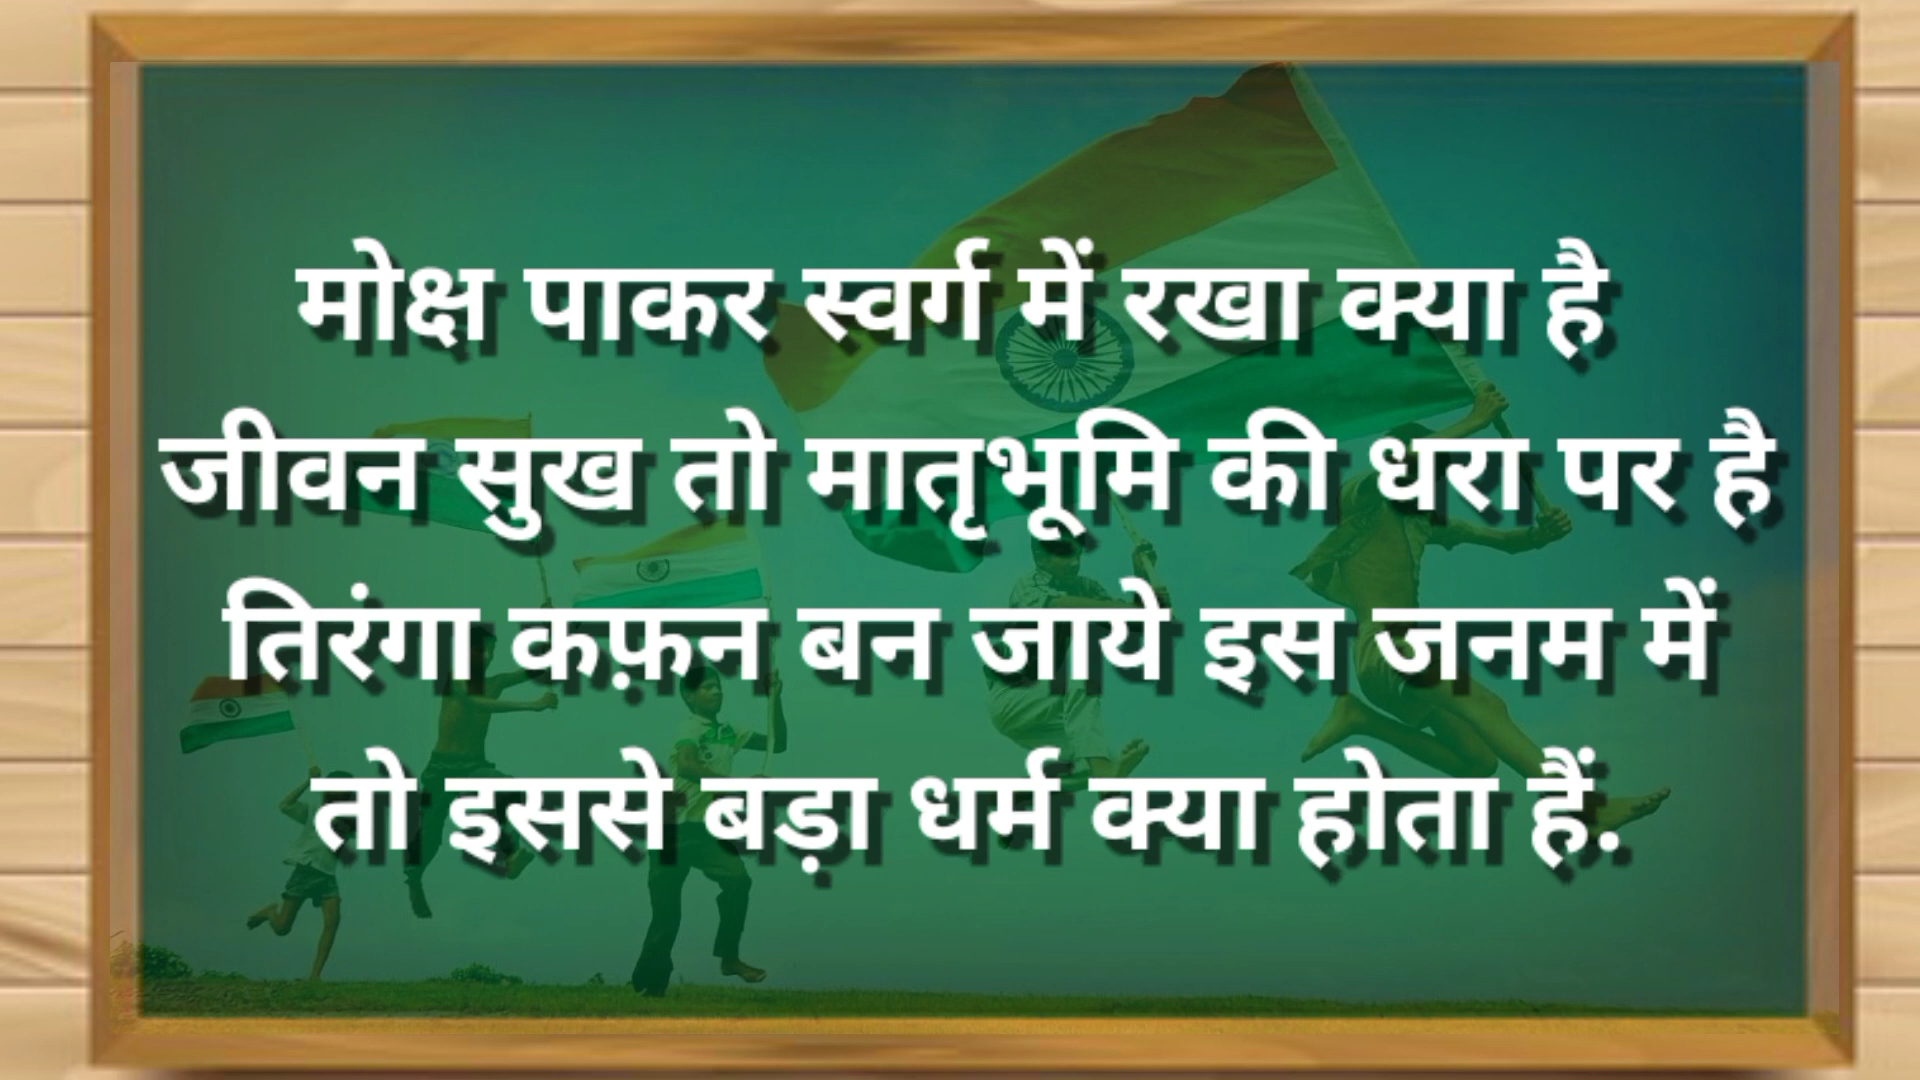 मोक्ष पाकर स्वर्ग में रखा क्या है
जीवन सुख तो मातृभूमि की धरा पर है
तिरंगा कफ़न बन जाये इस जनम में
तो इससे बड़ा धर्म क्या होता हैं.